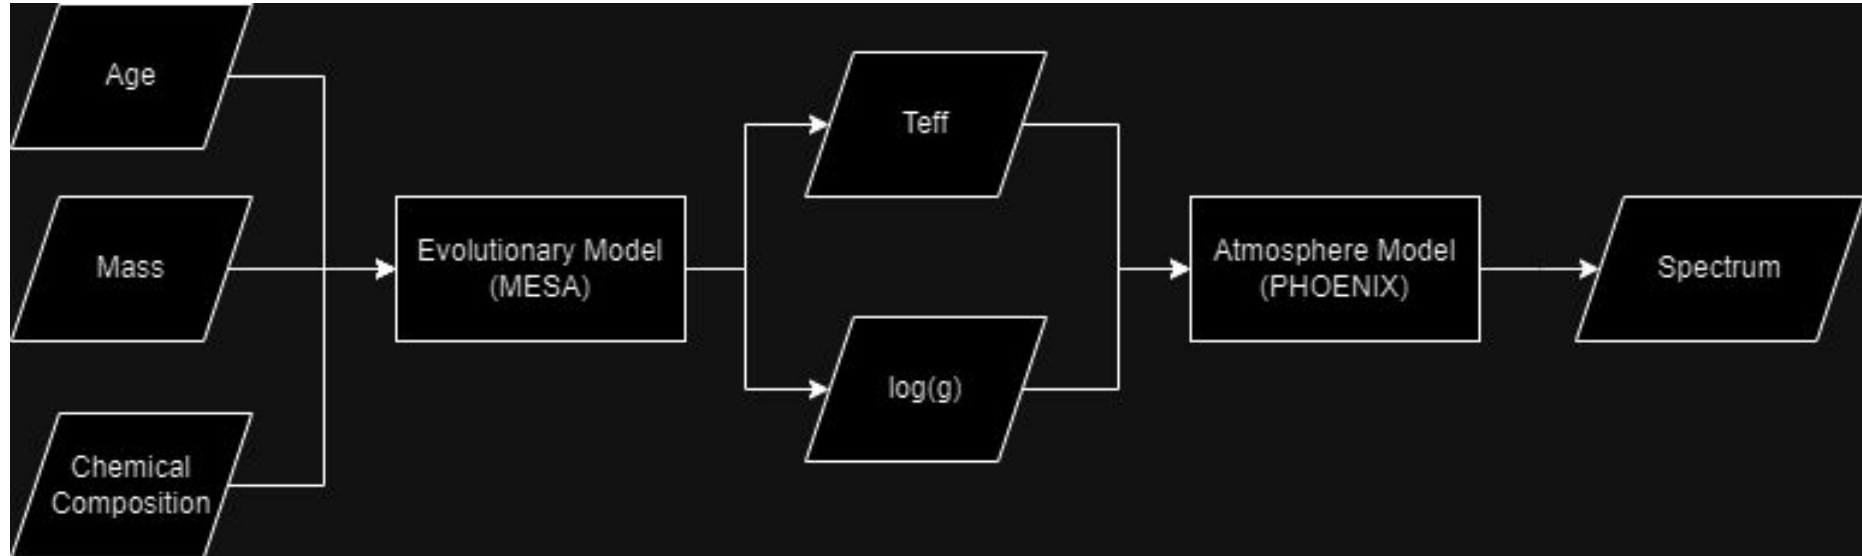 Age
Mass
Chemical
Composition
Evolutionary Model
(MESA)
Teff
log(g)
Atmosphere Model
(PHOENIX)
Spectrum